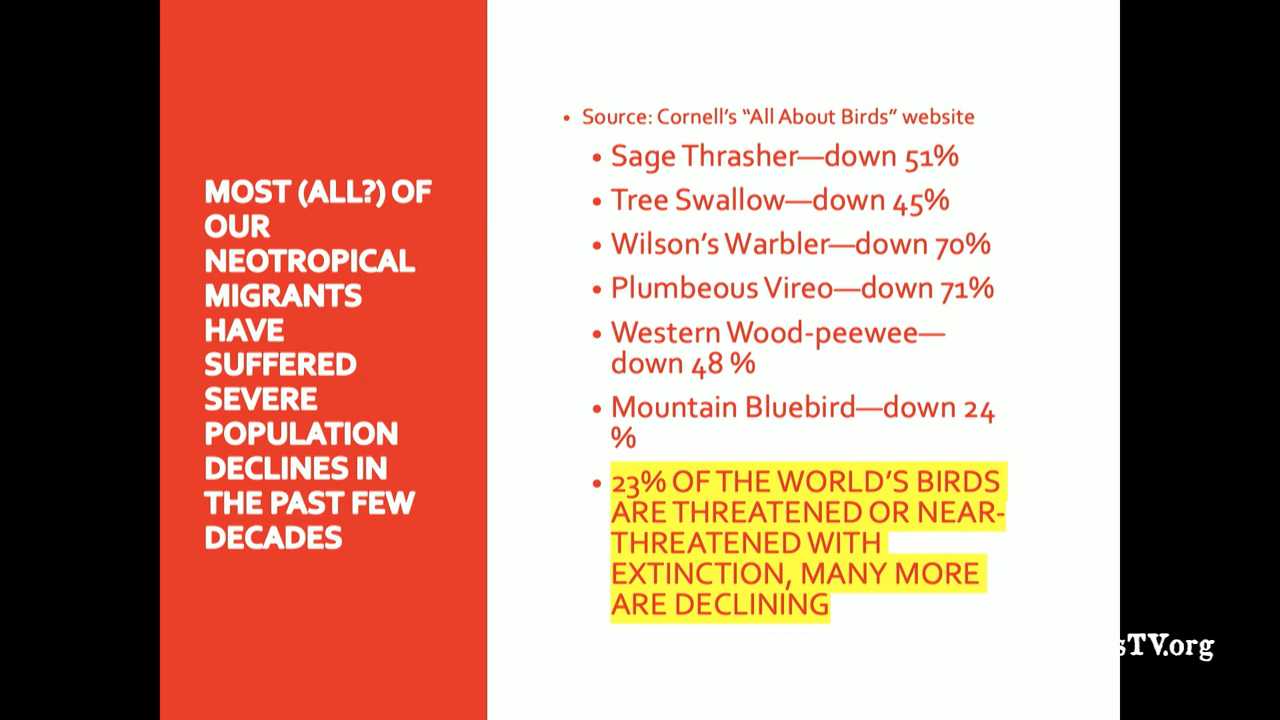 MOST (ALL?) OF
OUR
NEOTROPICAL
MIGRANTS
HAVE
SUFFERED
SEVERE
POPULATION
DECLINES IN
THE PAST FEW
DECADES
• Source: Cornell's “All About Birds” website
• Sage Thrasher—down 51%
• Tree Swallow—down 45%
• Wilson's Warbler—down 70%
• Plumbeous Vireo—down 71%
• Western Wood-peewee—
down 48 %
• Mountain Bluebird—down 24
%
• 23% OF THE WORLD'S BIRDS
ARE THREATENED OR NEAR-
THREATENED WITH
EXTINCTION, MANY MORE
ARE DECLINING
sTV.org